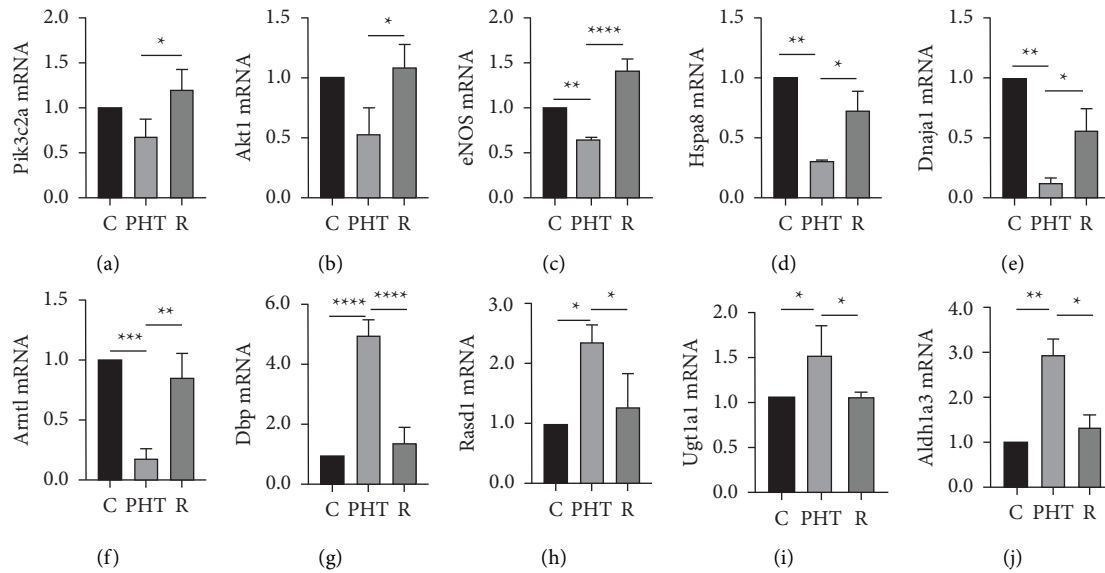 Pik3c2a mRNA
2.0
1.5
1.0
0.5
0.0
*
C PHT R
(a)
Akt1 mRNA
1.5
1.0
0.5
0.0
*
C PHT R
(b)
eNOS mRNA
2.0
1.5
1.0
0.5
0.0
****
**
C PHT R
(c)
Hspa8 mRNA
1.5
1.0
0.5
0.0
**
*
C PHT R
(d)
Dnaja1 mRNA
1.5
1.0
0.5
0.0
**
*
C PHT R
(e)
Arntl mRNA
1.5
1.0
0.5
0.0
***
**
C PHT R
(f)
Dbp mRNA
6.0
4.0
2.0
0.0
**** ****
C PHT R
(g)
Rasd1 mRNA
3.0
2.0
1.0
0.0
*
*
C PHT R
(h)
Ugt1a1 mRNA
2.0
1.5
1.0
0.5
0.0
* *
C PHT R
(i)
Aldh1a3 mRNA
4.0
3.0
2.0
1.0
0.0
** *
C PHT R
(j)